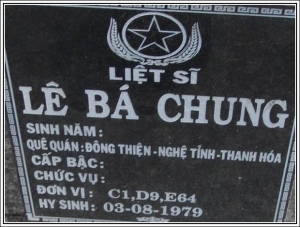 LIỆT SĨ
LÊ BÁ CHUNG
SINH NĂM :
QUÊ QUÁN : ĐÔNG THIỆN - NGHỆ TĨNH - THANH HÓA
CẤP BẬC :
CHỨC VỤ :
ĐƠN VỊ : C1,D9,E64
HY SINH : 03-08-1979